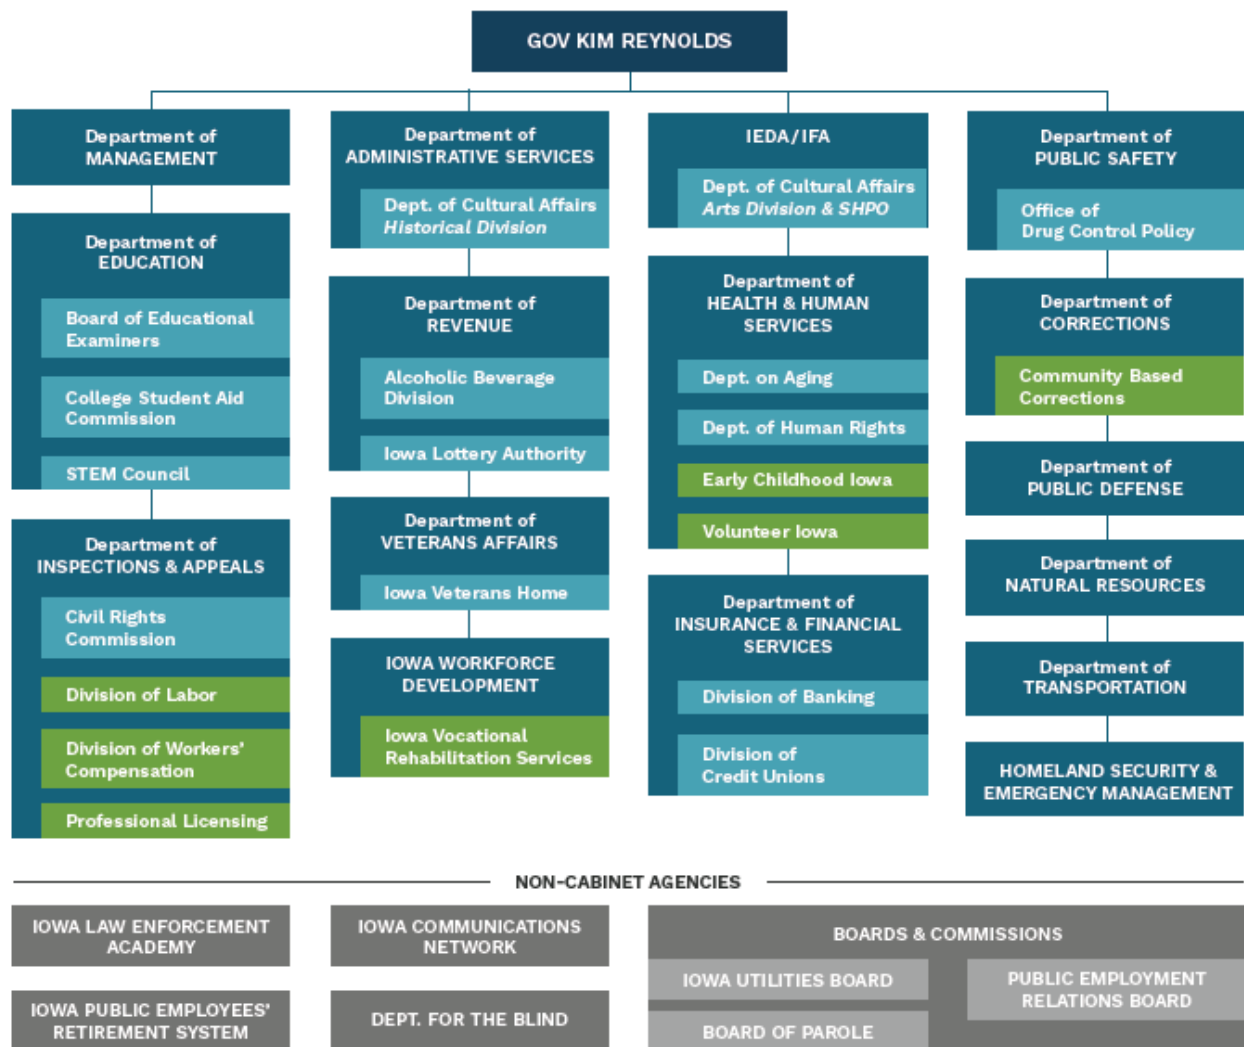 GOV KIM REYNOLDS
Department of
MANAGEMENT
Department of
EDUCATION
Board of Educational
Examiners
College Student Aid
Commission
STEM Council
Department of
INSPECTIONS & APPEALS
Civil Rights
Commission
Division of Labor
Division of Workers'
Compensation
Professional Licensing
Department of
ADMINISTRATIVE SERVICES
Dept. of Cultural Affairs
Historical Division
Department of
REVENUE
Alcoholic Beverage
Division
Iowa Lottery Authority
Department of
VETERANS AFFAIRS
Iowa Veterans Home
IOWA WORKFORCE
DEVELOPMENT
Iowa Vocational
Rehabilitation Services
IEDA/IFA
Dept. of Cultural Affairs
Arts Division & SHPO
Department of
HEALTH & HUMAN
SERVICES
Dept. on Aging
Dept. of Human Rights
Early Childhood Iowa
Volunteer Iowa
Department of
INSURANCE & FINANCIAL
SERVICES
Division of Banking
Division of
Credit Unions
Department of
PUBLIC SAFETY
Office of
Drug Control Policy
Department of
CORRECTIONS
Community Based
Corrections
Department of
PUBLIC DEFENSE
Department of
NATURAL RESOURCES
Department of
TRANSPORTATION
HOMELAND SECURITY &
EMERGENCY MANAGEMENT
NON-CABINET AGENCIES
IOWA LAW ENFORCEMENT
ACADEMY
IOWA PUBLIC EMPLOYEES'
RETIREMENT SYSTEM
IOWA COMMUNICATIONS
NETWORK
DEPT. FOR THE BLIND
BOARDS & COMMISSIONS
IOWA UTILITIES BOARD
BOARD OF PAROLE
PUBLIC EMPLOYMENT
RELATIONS BOARD